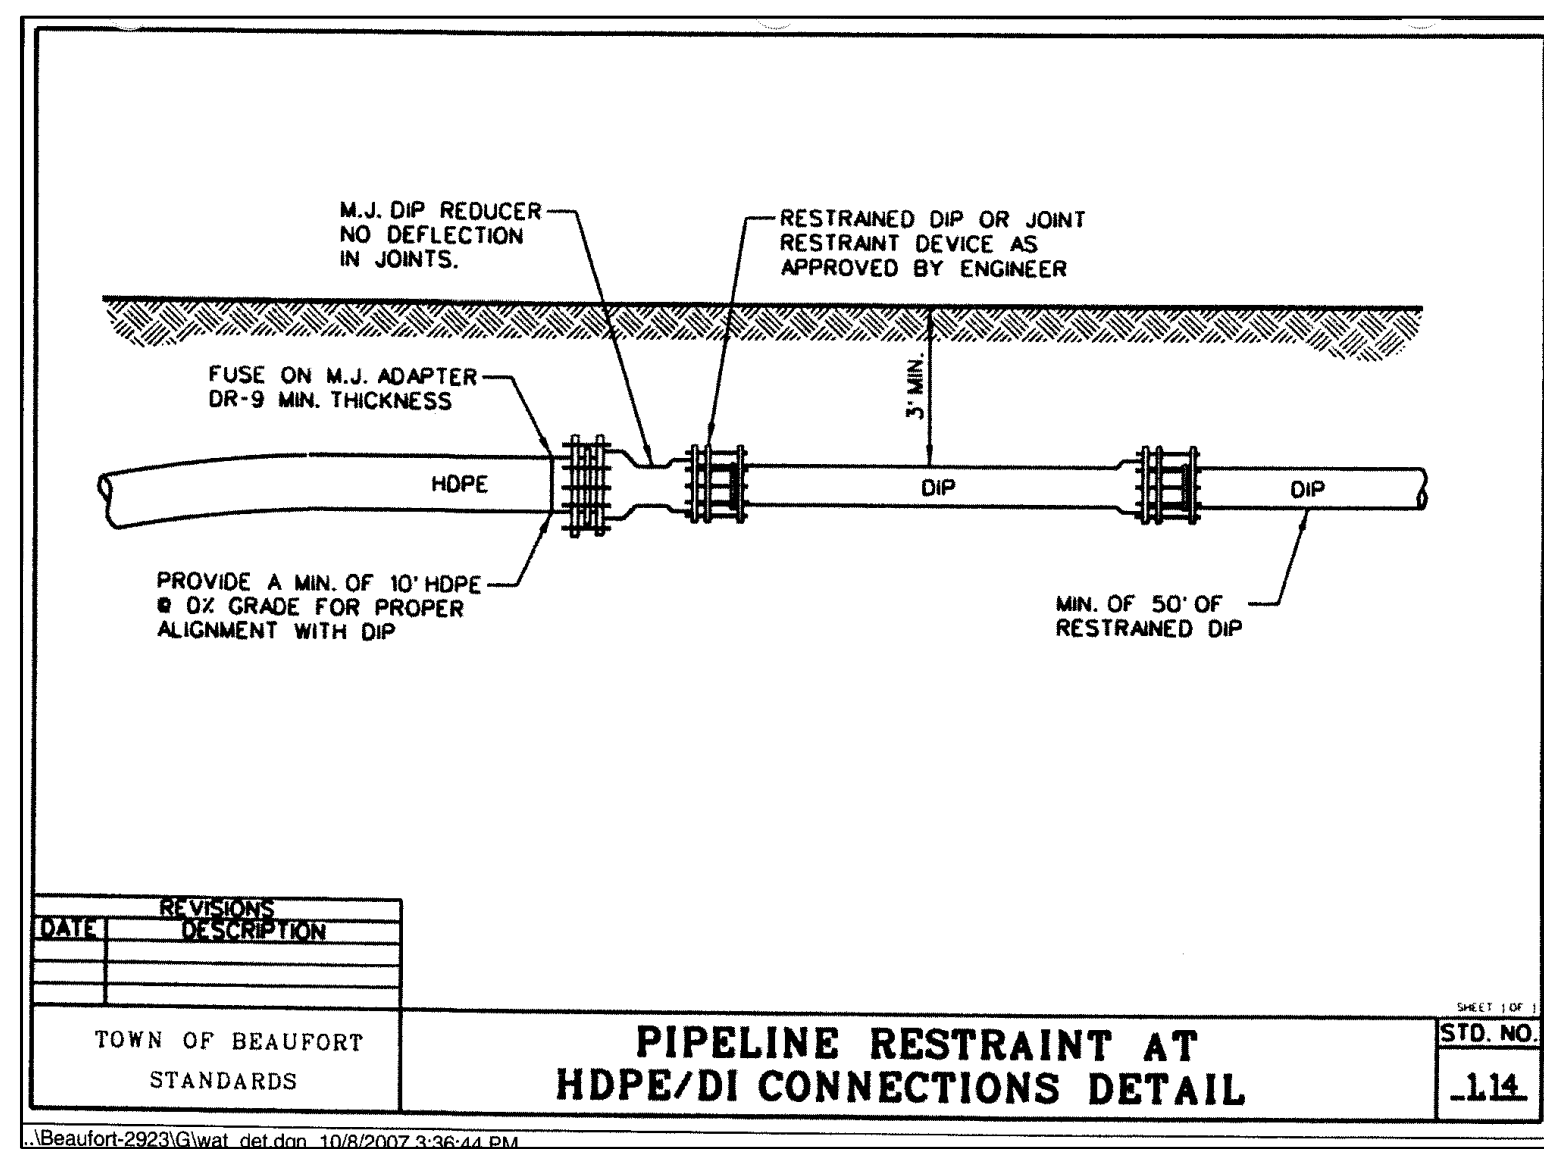 M.J. DIP REDUCER
NO DEFLECTION
IN JOINTS.
RESTRAINED DIP OR JOINT
RESTRAINT DEVICE AS
APPROVED BY ENGINEER
FUSE ON M.J. ADAPTER
DR-9 MIN. THICKNESS
3' MIN.
HDPE
DIP
DIP
PROVIDE A MIN. OF 10' HDPE
@ 0% GRADE FOR PROPER
ALIGNMENT WITH DIP
MIN. OF 50' OF
RESTRAINED DIP
REVISIONS
DATE DESCRIPTION
SHEET 1 OF 1
TOWN OF BEAUFORT
STANDARDS
PIPELINE RESTRAINT AT
HDPE/DI CONNECTIONS DETAIL
STD. NO.
1.14
..\Beaufort-2923\G\wat_det.dgn 10/8/2007 3:36:44 PM